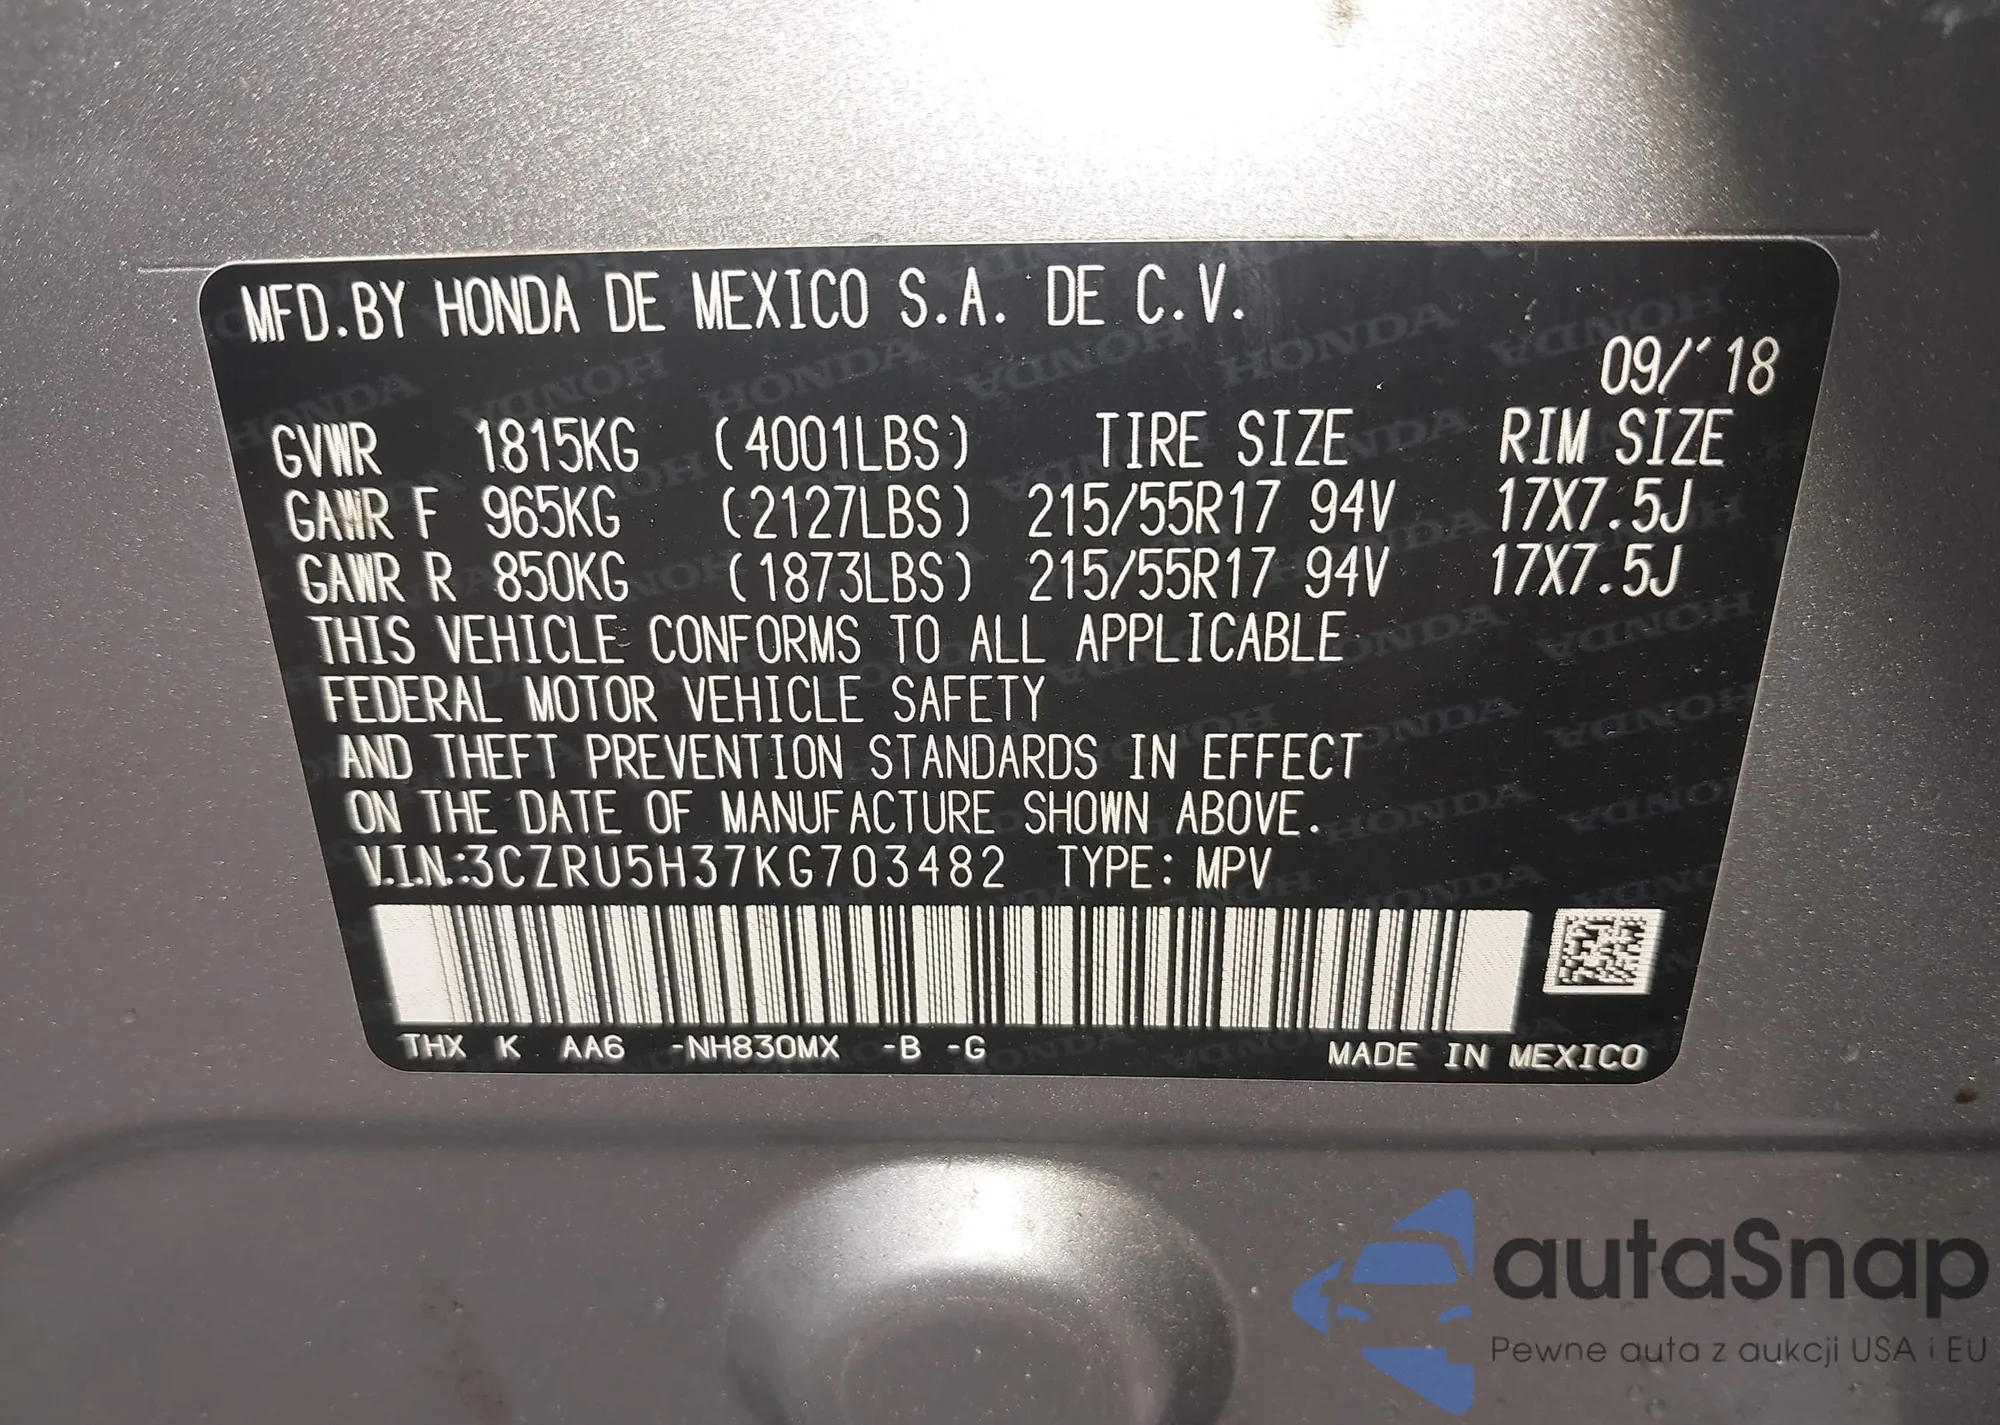 MFD.BY HONDA DE MEXICO S.A. DE C.V.
09/´18
GVWR 1815KG (4001LBS) TIRE SIZE RIM SIZE
GAWR F 965KG (2127LBS) 215/55R17 94V 17X7.5J
GAWR R 850KG (1873LBS) 215/55R17 94V 17X7.5J
THIS VEHICLE CONFORMS TO ALL APPLICABLE
FEDERAL MOTOR VEHICLE SAFETY
AND THEFT PREVENTION STANDARDS IN EFFECT
ON THE DATE OF MANUFACTURE SHOWN ABOVE.
V.I.N.:3CZRU5H37KG703482 TYPE: MPV
THX K AA6 -NH830MX -B -G
MADE IN MEXICO
autaSnap
Pewne auta z aukcji USA i EU